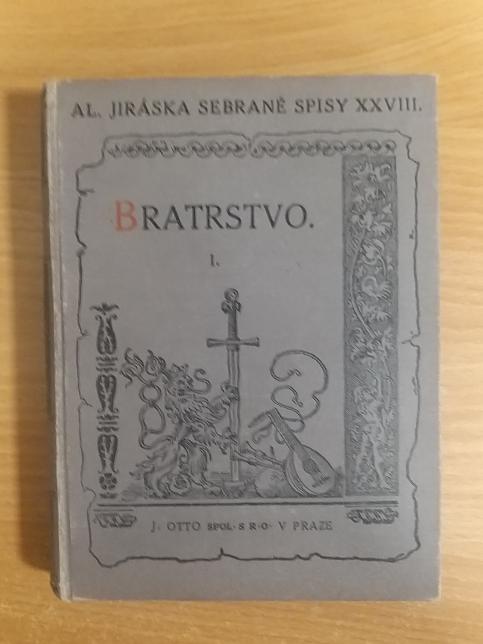 AL. JIRÁSKA SEBRANÉ SPISY XXVIII.
BRATRSTVO.
I.
J. OTTO SPOL. S R. O. V PRAZE